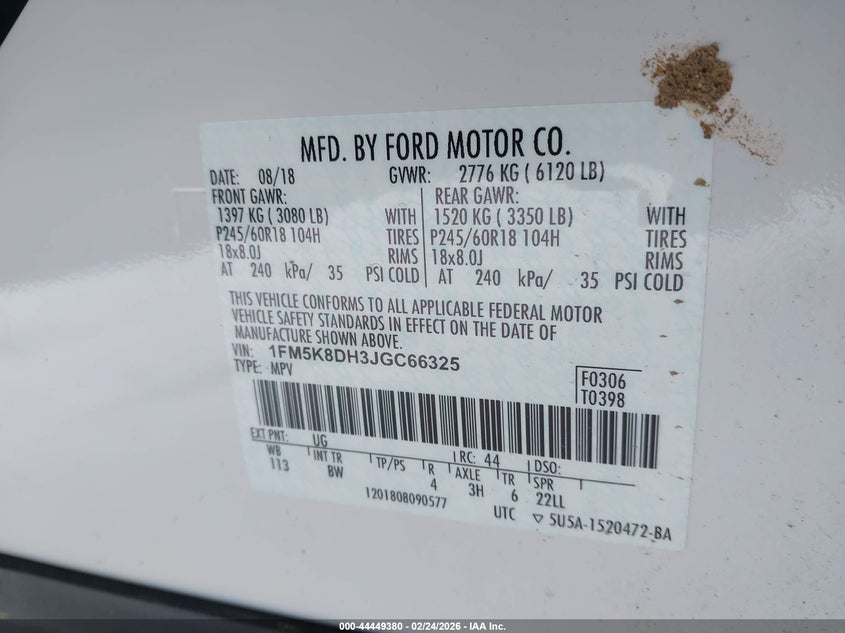 MFD. BY FORD MOTOR CO.
DATE: 08/18 GVWR: 2776 KG ( 6120 LB)
FRONT GAWR: REAR GAWR:
1397 KG ( 3080 LB) WITH 1520 KG ( 3350 LB) WITH
P245/60R18 104H TIRES P245/60R18 104H TIRES
18x8.0J RIMS 18x8.0J RIMS
AT 240 kPa/ 35 PSI COLD AT 240 kPa/ 35 PSI COLD
THIS VEHICLE CONFORMS TO ALL APPLICABLE FEDERAL MOTOR
VEHICLE SAFETY STANDARDS IN EFFECT ON THE DATE OF
MANUFACTURE SHOWN ABOVE.
VIN: 1FM5K8DH3JGC66325
TYPE: MPV
F0306
T0398
EXT PNT: UG RC: 44 DSO:
WB INT TR TP/PS R AXLE TR SPR
113 BW 4 3H 6 22LL
1201808090577 UTC ▽ 5U5A-1520472-BA
000-44449380 - 02/24/2026 - IAA Inc.